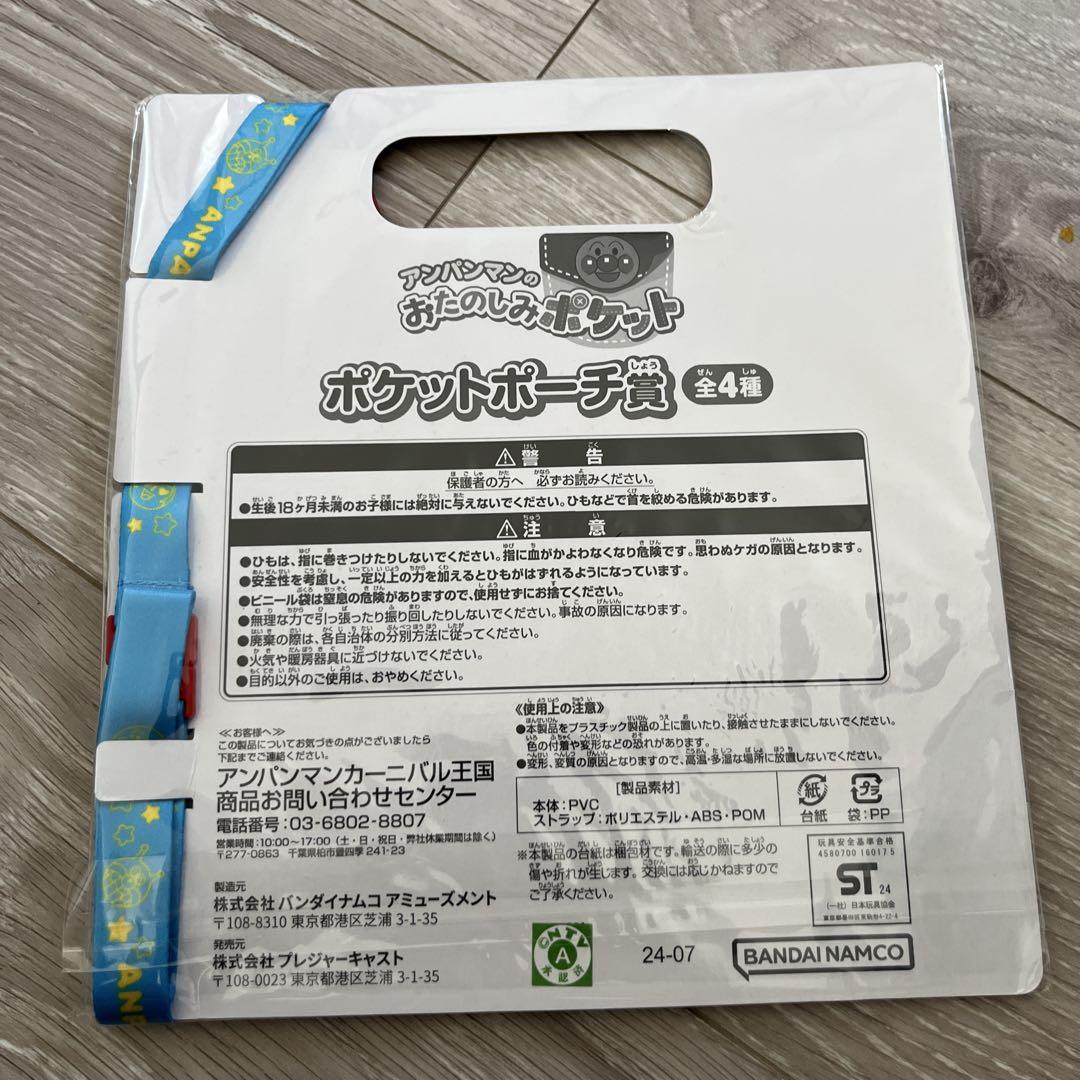 ANPA
アンパンマンの
おたのしみポケット
ポケットポーチ賞 全4種
警告
保護者の方へ 必ずお読みください。
●生後18ヶ月未満のお子様には絶対に与えないでください。ひもなどで首を絞める危険があります。
注意
●ひもは、指に巻きつけたりしないでください。指に血がかよわなくなり危険です。思わぬケガの原因となります。
●安全性を考慮し、一定以上の力を加えるとひもがはずれるようになっています。
●ビニール袋は窒息の危険がありますので、使用せずにお捨てください。
●無理な力で引っ張ったり振り回したりしないでください。事故の原因になります。
●廃棄の際は、各自治体の分別方法に従ってください。
●火気や暖房器具に近づけないでください。
●目的以外のご使用は、おやめください。
≪お客様へ≫
この製品についてお気づきの点がございましたら
下記までご連絡ください。
アンパンマンカーニバル王国
商品お問い合わせセンター
電話番号:03-6802-8807
営業時間:10:00～17:00(土・日・祝日・弊社休業期間は除く)
〒277-0863 千葉県柏市豊四季241-23
製造元
株式会社 バンダイナムコ アミューズメント
〒108-8310 東京都港区芝浦 3-1-35
発売元
株式会社 プレジャーキャスト
〒108-0023 東京都港区芝浦 3-1-35
《使用上の注意》
●本製品をプラスチック製品の上に置いたり、接触させたままにしないでください。
色の付着や変形などの恐れがあります。
●変形、変質の原因となりますので、高温・多湿な場所に放置しないでください。
[製品素材]
本体:PVC
ストラップ:ポリエステル・ABS・POM
紙
台紙
プラ
袋:PP
※本製品の台紙は梱包材です。輸送の際に多少の
傷や折れが生じます。交換には応じかねますので
ご了承ください。
玩具安全基準合格
4580700 160175
ST 24
(一社)日本玩具協会
東京都墨田区東駒形4-22-4
©NTV
A
承認済
24-07
BANDAI NAMCO
ANP